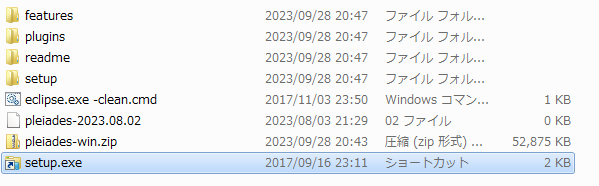 features 2023/09/28 20:47 ファイル フォル...
plugins 2023/09/28 20:47 ファイル フォル...
readme 2023/09/28 20:47 ファイル フォル...
setup 2023/09/28 20:47 ファイル フォル...
eclipse.exe -clean.cmd 2017/11/03 23:50 Windows コマン... 1 KB
pleiades-2023.08.02 2023/08/03 21:29 02 ファイル 0 KB
pleiades-win.zip 2023/09/28 20:43 圧縮 (zip 形式) ... 52,875 KB
setup.exe 2017/09/16 23:11 ショートカット 2 KB